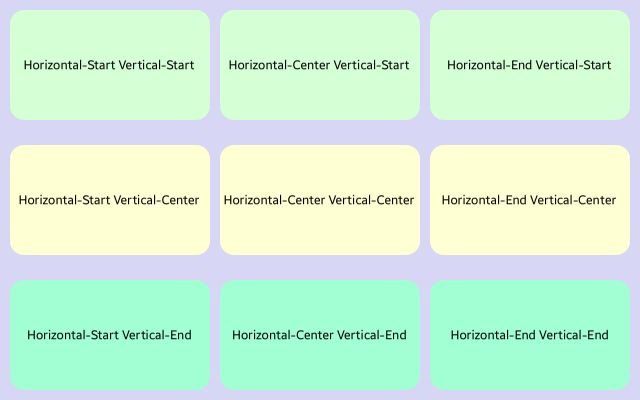 Horizontal-Start Vertical-Start
Horizontal-Center Vertical-Start
Horizontal-End Vertical-Start
Horizontal-Start Vertical-Center
Horizontal-Center Vertical-Center
Horizontal-End Vertical-Center
Horizontal-Start Vertical-End
Horizontal-Center Vertical-End
Horizontal-End Vertical-End